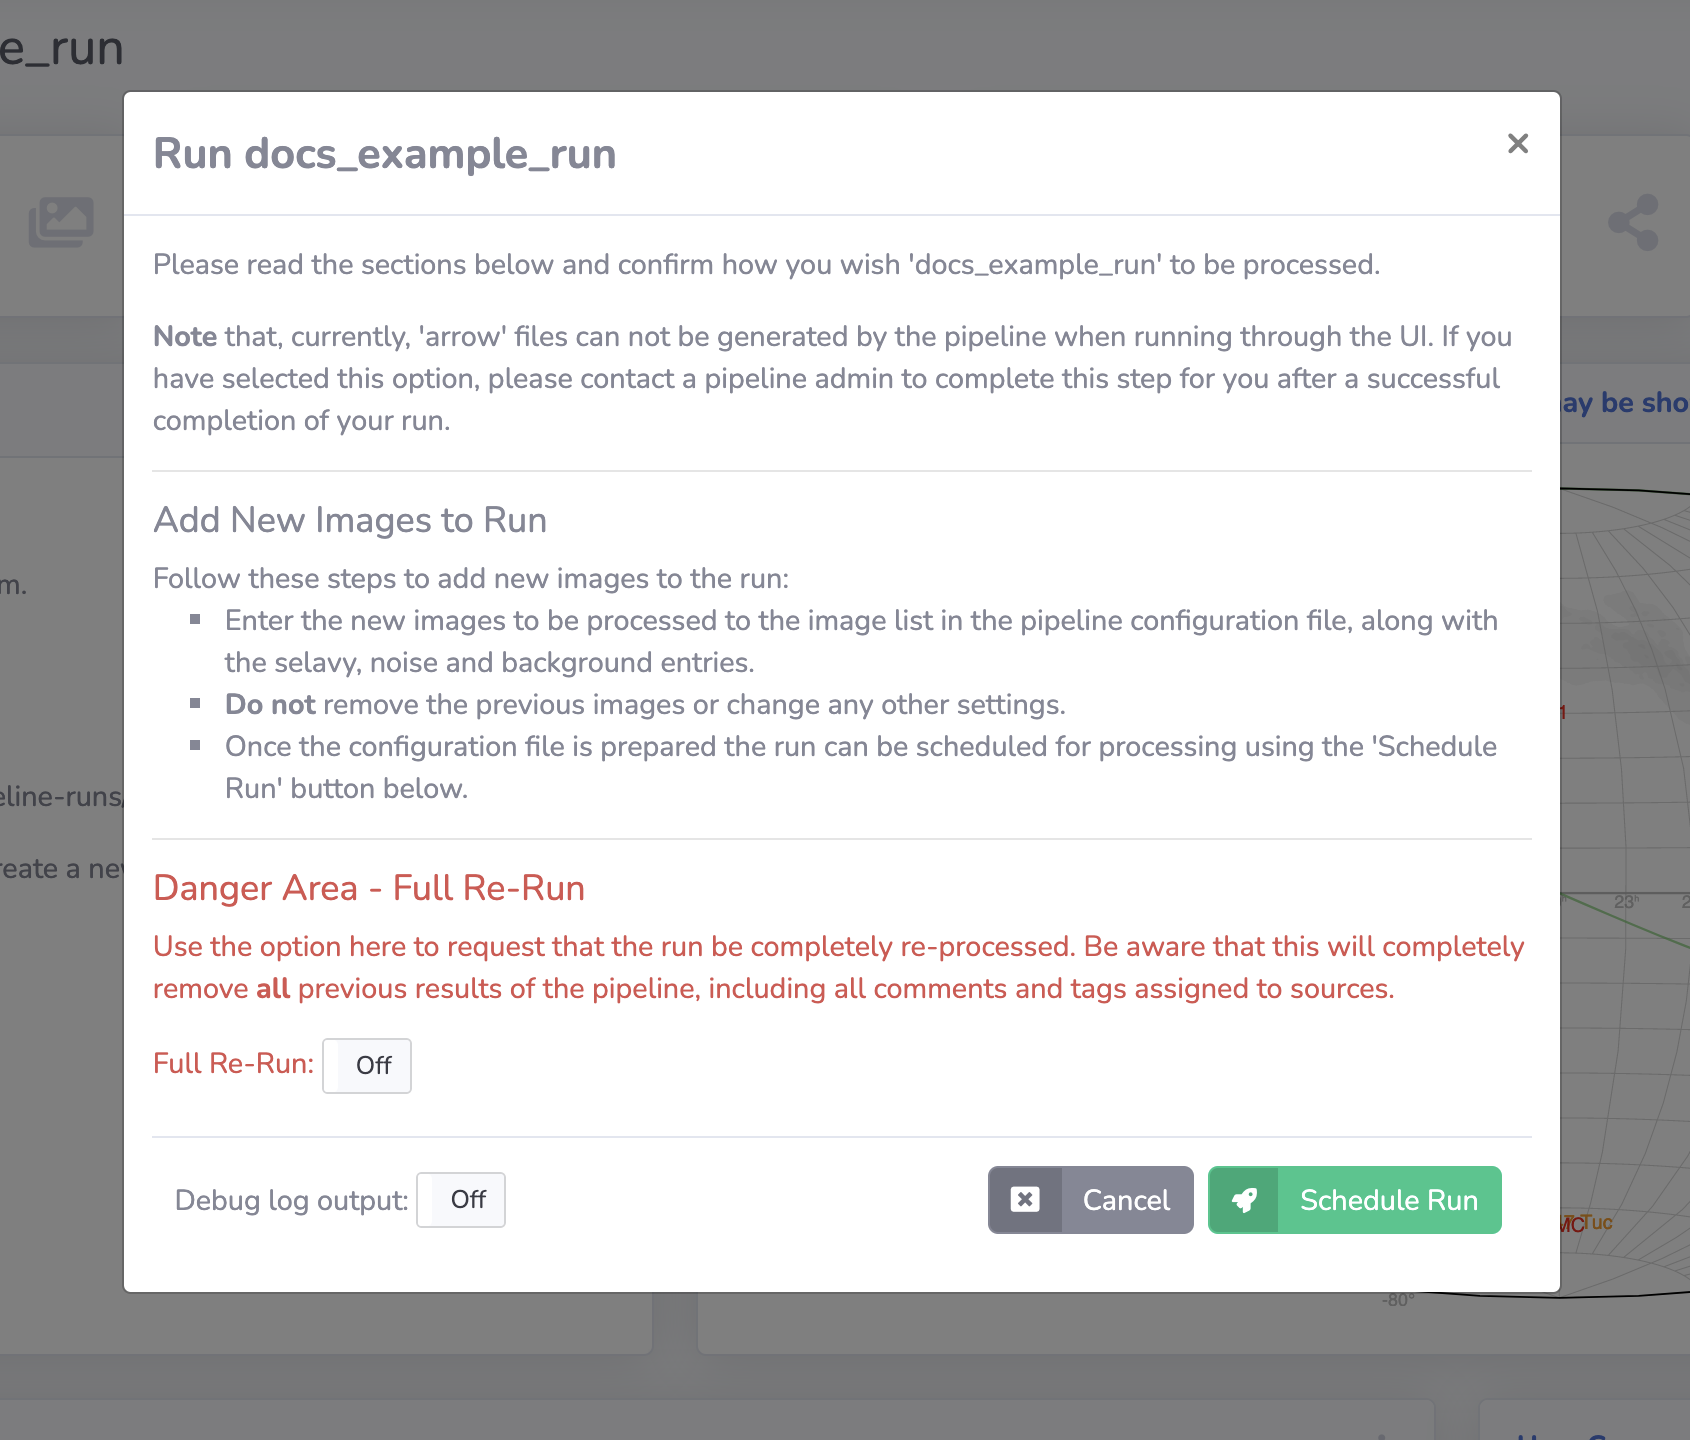 e_run
Run docs_example_run
Please read the sections below and confirm how you wish 'docs_example_run' to be processed.
Note that, currently, 'arrow' files can not be generated by the pipeline when running through the UI. If you
have selected this option, please contact a pipeline admin to complete this step for you after a successful
completion of your run.
ay be sho
Add New Images to Run
Follow these steps to add new images to the run:
m.
Enter the new images to be processed to the image list in the pipeline configuration file, along with
the selavy, noise and background entries.
Do not remove the previous images or change any other settings.
Once the configuration file is prepared the run can be scheduled for processing using the 'Schedule
Run' button below.
eline-runs/
reate a new
Danger Area - Full Re-Run
23h
Use the option here to request that the run be completely re-processed. Be aware that this will completely
remove all previous results of the pipeline, including all comments and tags assigned to sources.
Full Re-Run: Off
Debug log output: Off
Cancel
Schedule Run
MC
Tuc
-80°